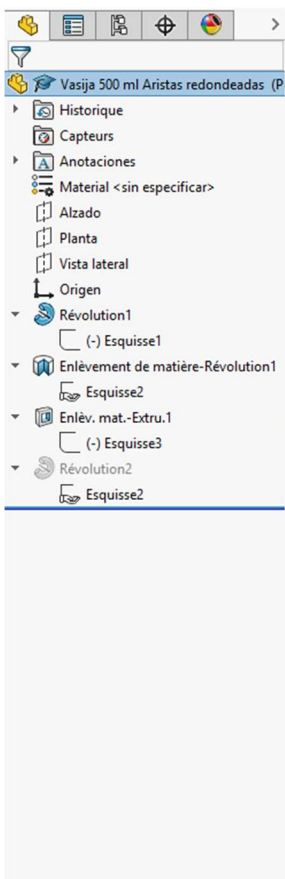 Vasija 500 ml Aristas redondeadas (P
Historique
Capteurs
Anotaciones
Material <sin especificar>
Alzado
Planta
Vista lateral
Origen
Révolution1
(-) Esquisse1
Enlèvement de matière-Révolution1
Esquisse2
Enlèv. mat.-Extru.1
(-) Esquisse3
Révolution2
Esquisse2